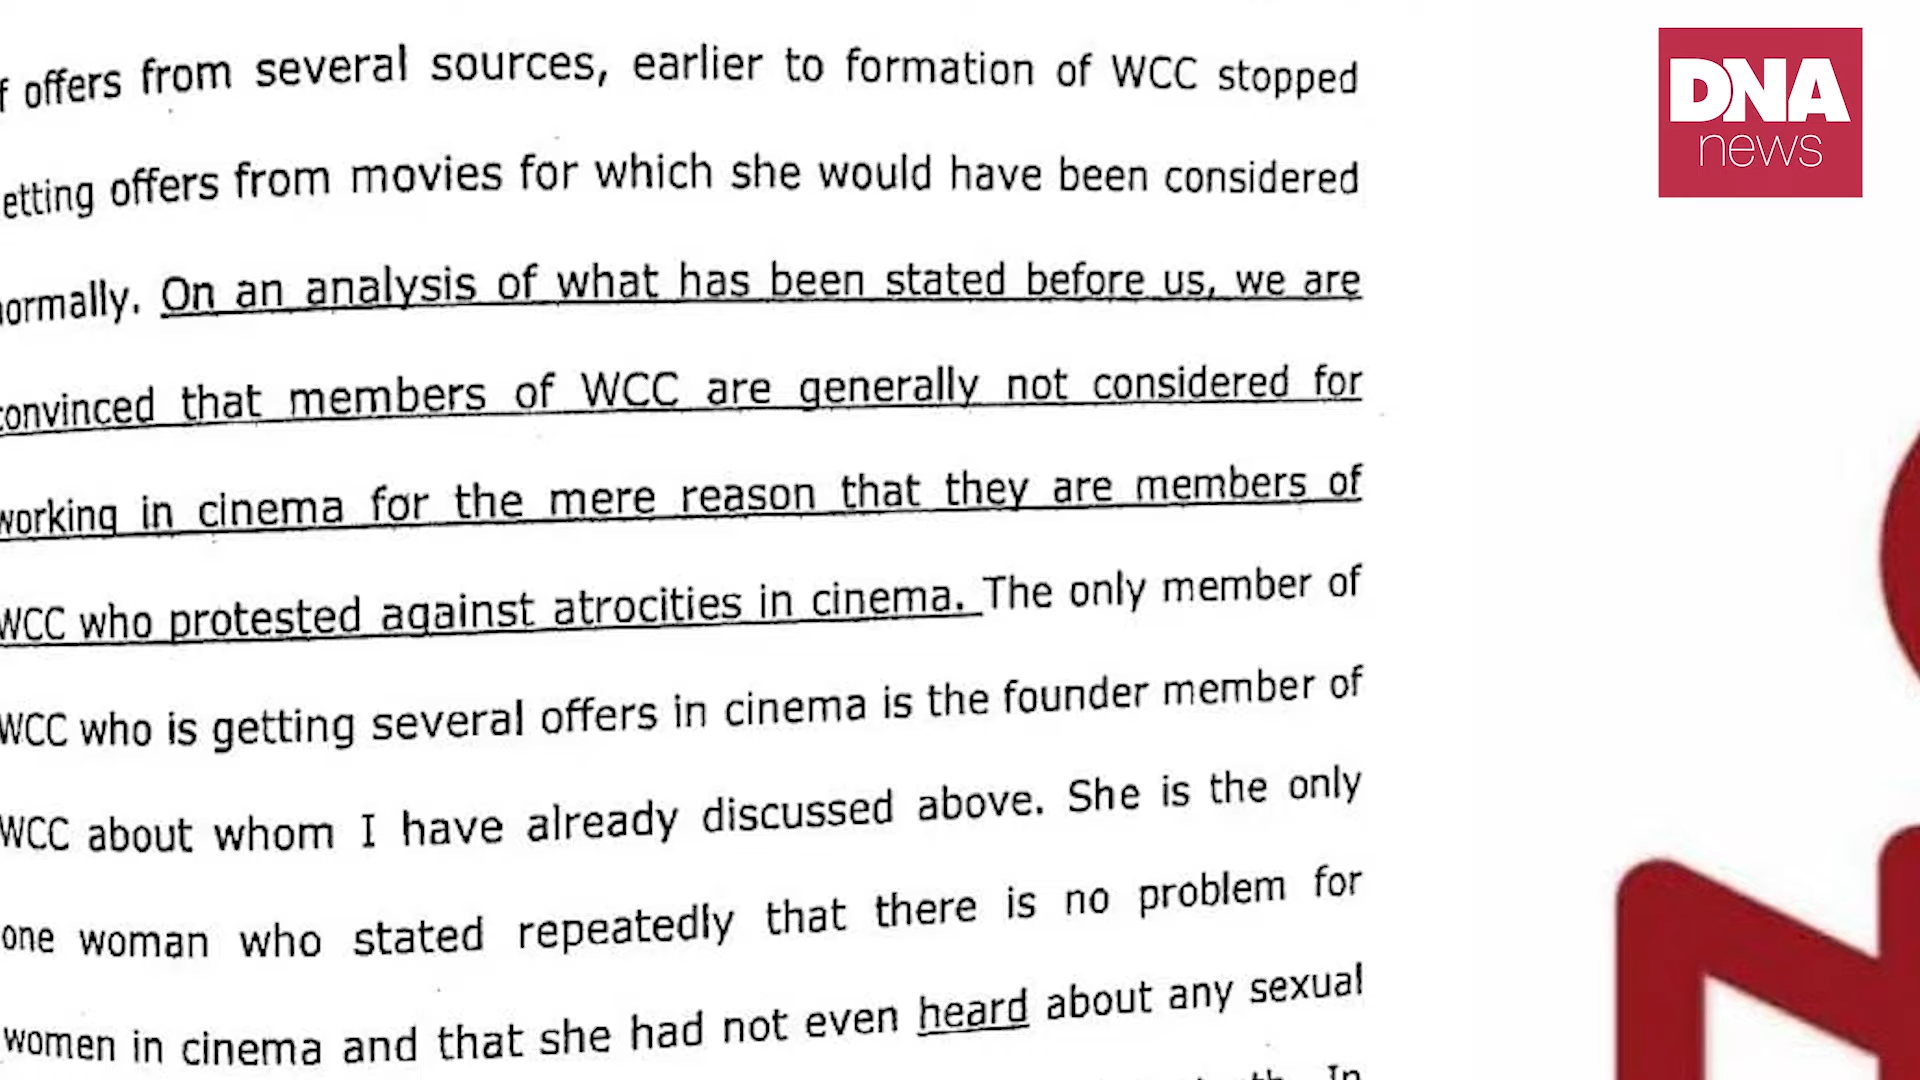 f offers from several sources, earlier to formation of WCC stopped
etting offers from movies for which she would have been considered
ormally. On an analysis of what has been stated before us, we are
convinced that members of WCC are generally not considered for
working in cinema for the mere reason that they are members of
WCC who protested against atrocities in cinema. The only member of
WCC who is getting several offers in cinema is the founder member of
WCC about whom I have already discussed above. She is the only
one woman who stated repeatedly that there is no problem for
women in cinema and that she had not even heard about any sexual
In
DNA
news